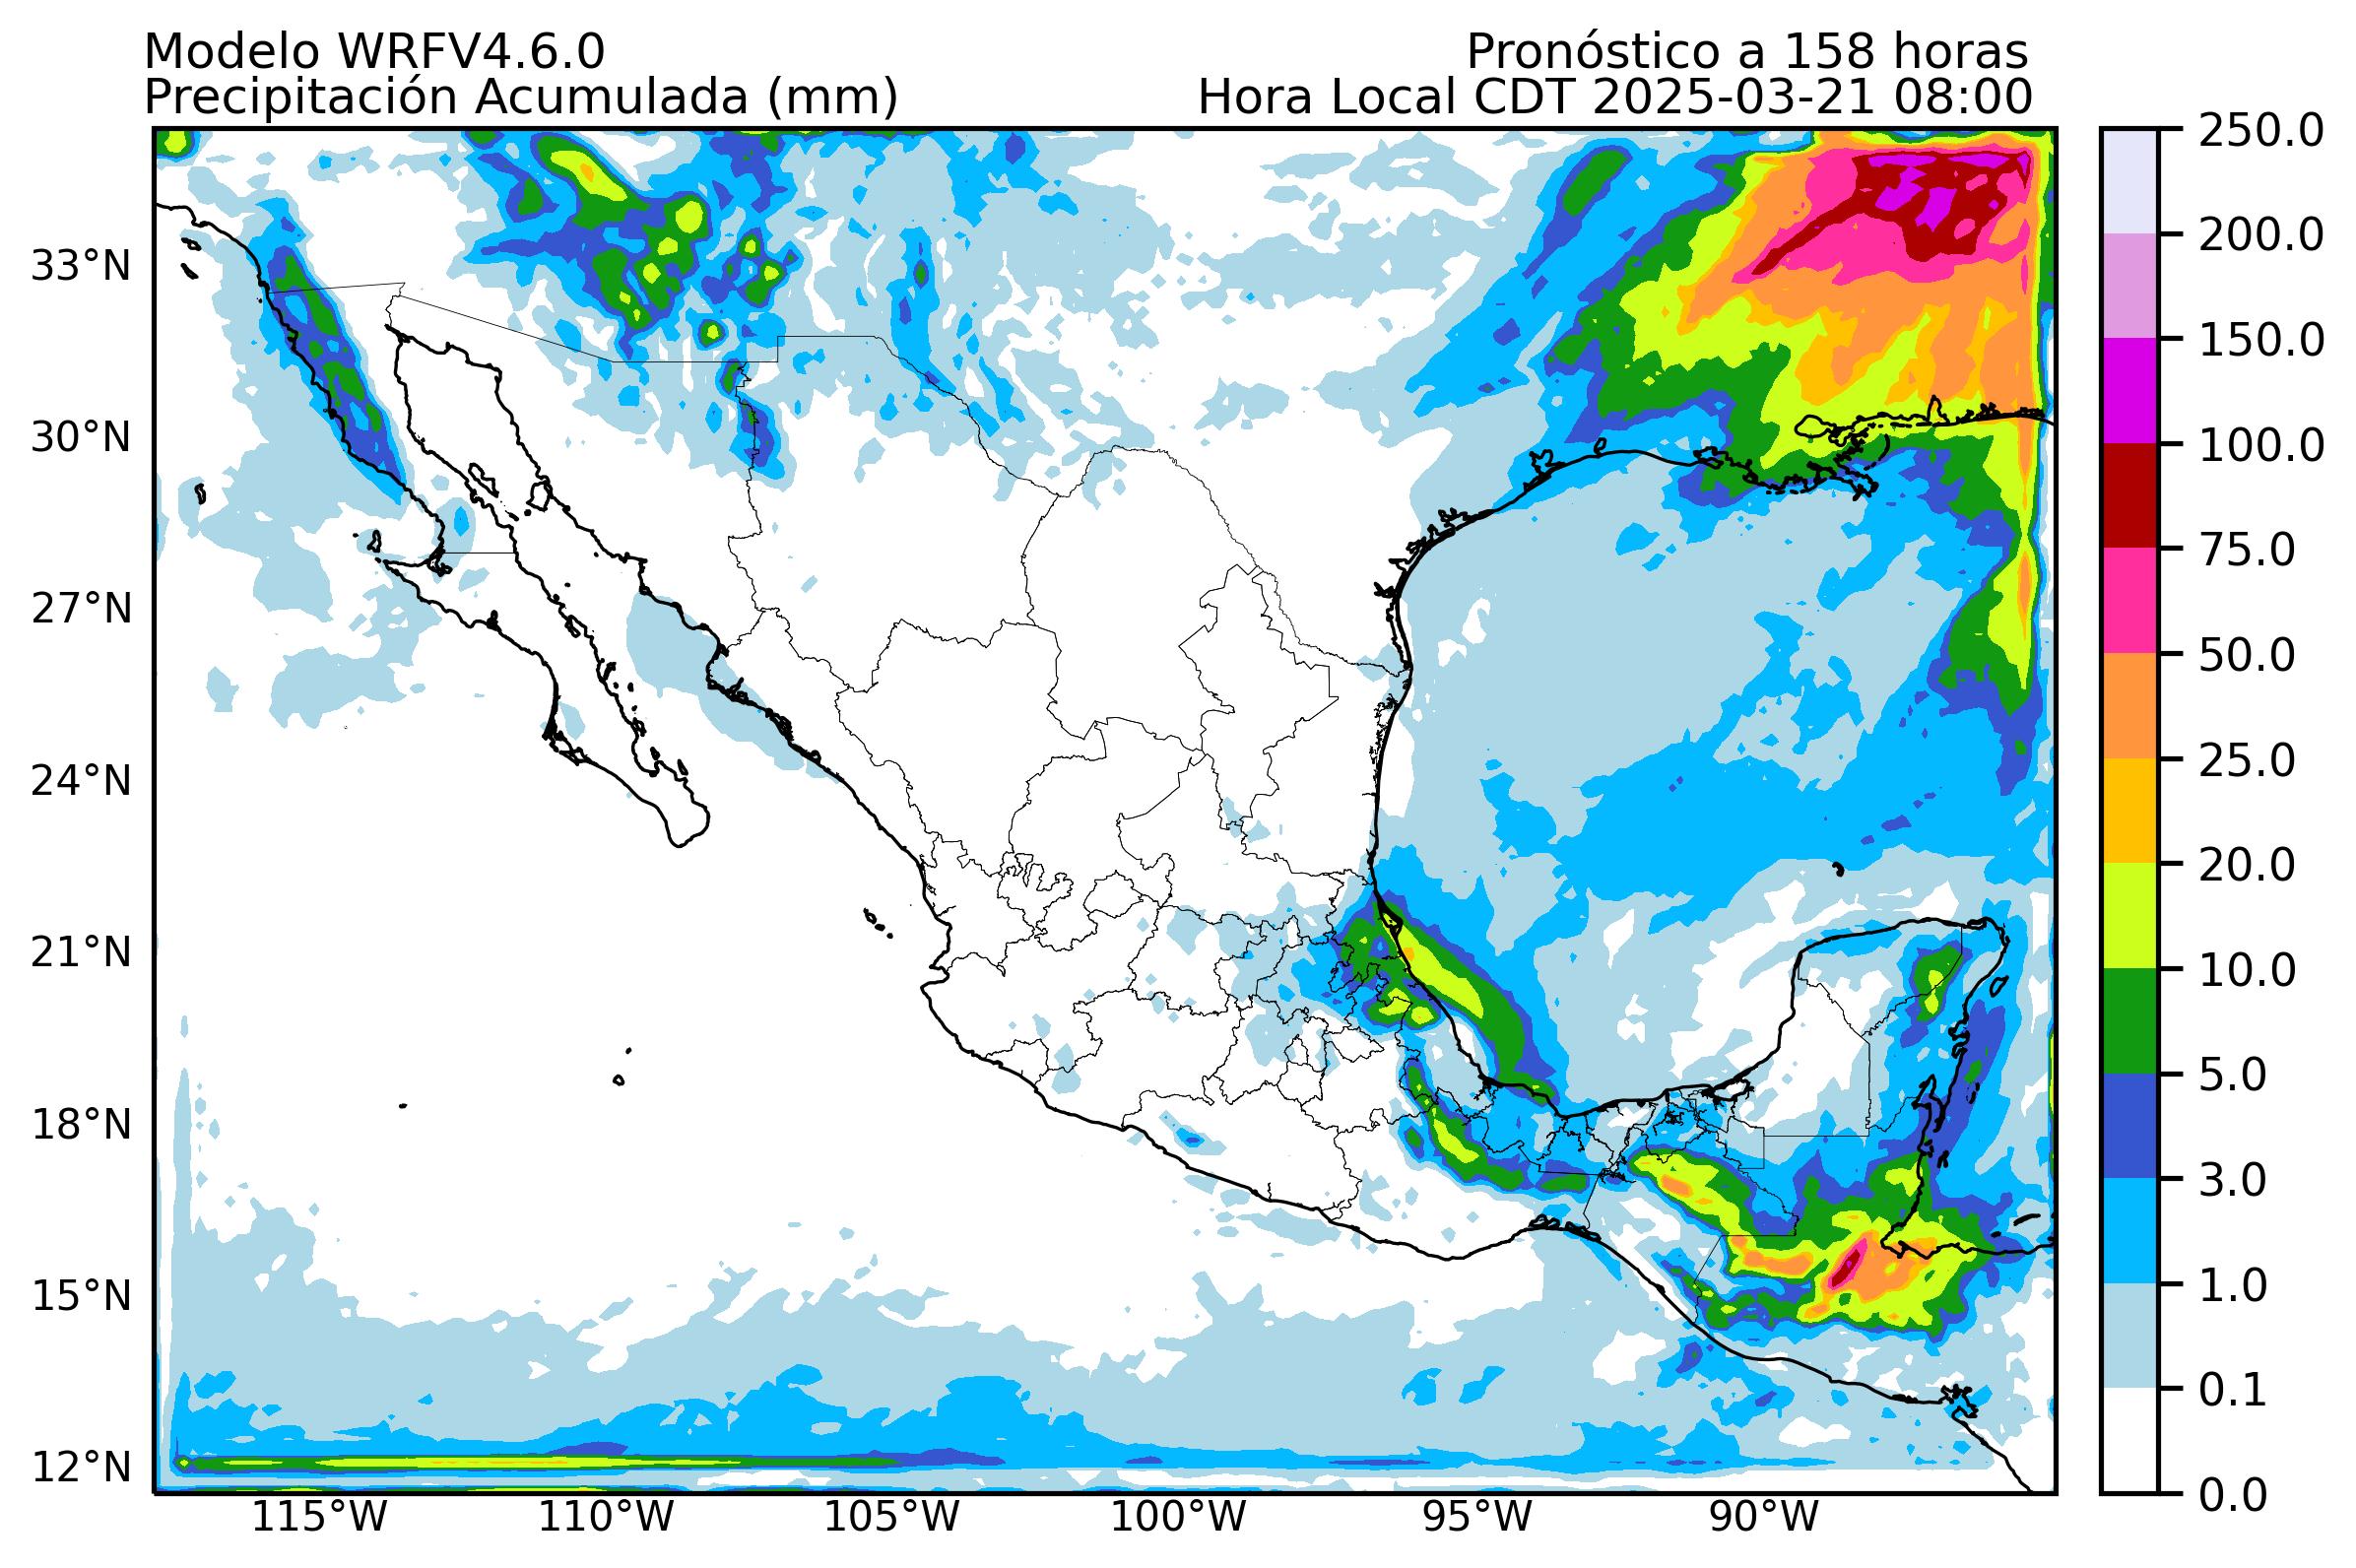 Modelo WRFV4.6.0
Pronóstico a 158 horas
Precipitación Acumulada (mm)
Hora Local CDT 2025-03-21 08:00
33°N
30°N
27°N
24°N
21°N
18°N
15°N
12°N
115°W
110°W
105°W
100°W
95°W
90°W
250.0
200.0
150.0
100.0
75.0
50.0
25.0
20.0
10.0
5.0
3.0
1.0
0.1
0.0